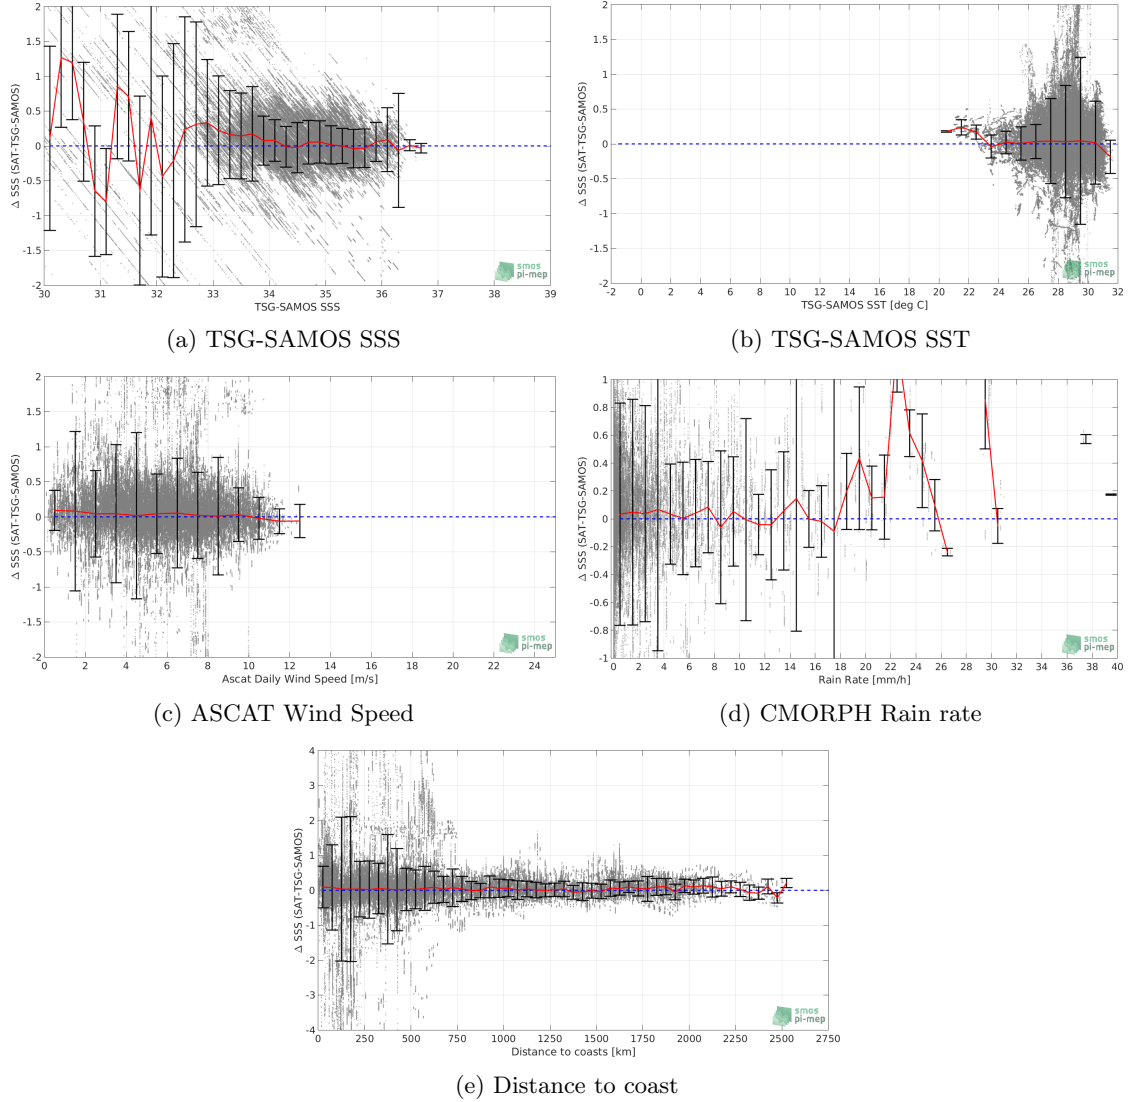 2
1.5
1
0.5
0
-0.5
-1
-1.5
-2
Δ SSS (SAT-TSG-SAMOS)
30 31 32 33 34 35 36 37 38 39
TSG-SAMOS SSS
smos
pi-mep
(a) TSG-SAMOS SSS
2
1.5
1
0.5
0
-0.5
-1
-1.5
-2
Δ SSS (SAT-TSG-SAMOS)
-2 0 2 4 6 8 10 12 14 16 18 20 22 24 26 28 30 32
TSG-SAMOS SST [deg C]
smos
pi-mep
(b) TSG-SAMOS SST
2
1.5
1
0.5
0
-0.5
-1
-1.5
-2
Δ SSS (SAT-TSG-SAMOS)
0 2 4 6 8 10 12 14 16 18 20 22 24
Ascat Daily Wind Speed [m/s]
smos
pi-mep
(c) ASCAT Wind Speed
1
0.8
0.6
0.4
0.2
0
-0.2
-0.4
-0.6
-0.8
-1
Δ SSS (SAT-TSG-SAMOS)
0 2 4 6 8 10 12 14 16 18 20 22 24 26 28 30 32 34 36 38 40
Rain Rate [mm/h]
smos
pi-mep
(d) CMORPH Rain rate
4
3
2
1
0
-1
-2
-3
-4
Δ SSS (SAT-TSG-SAMOS)
0 250 500 750 1000 1250 1500 1750 2000 2250 2500 2750
Distance to coasts [km]
smos
pi-mep
(e) Distance to coast